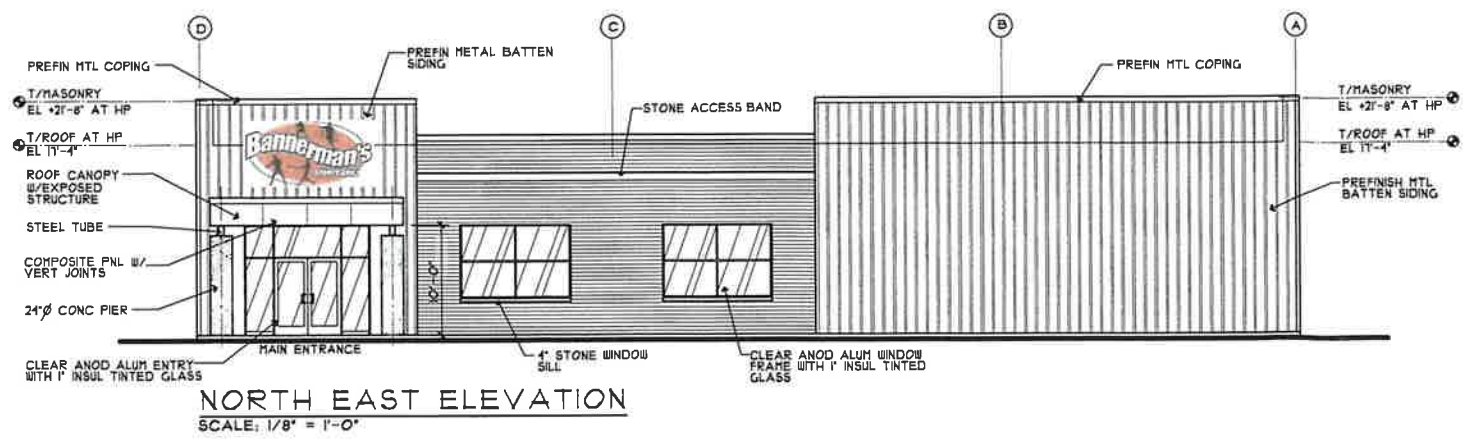 D
C
B
A
PREFIN MTL COPING
PREFIN METAL BATTEN
SIDING
PREFIN MTL COPING
T/MASONRY
EL +21'-8" AT HP
T/ROOF AT HP
EL 17'-4"
ROOF CANOPY
W/EXPOSED
STRUCTURE
STEEL TUBE
COMPOSITE PNL W/
VERT JOINTS
24"Ø CONC PIER
CLEAR ANOD ALUM ENTRY
WITH 1" INSUL TINTED GLASS
Bannerman's
STONE ACCESS BAND
10'-0"
MAIN ENTRANCE
4" STONE WINDOW
SILL
CLEAR ANOD ALUM WINDOW
FRAME WITH 1" INSUL TINTED
GLASS
T/MASONRY
EL +21'-8" AT HP
T/ROOF AT HP
EL 17'-4"
PREFINISH MTL
BATTEN SIDING
NORTH EAST ELEVATION
SCALE: 1/8" = 1'-0"